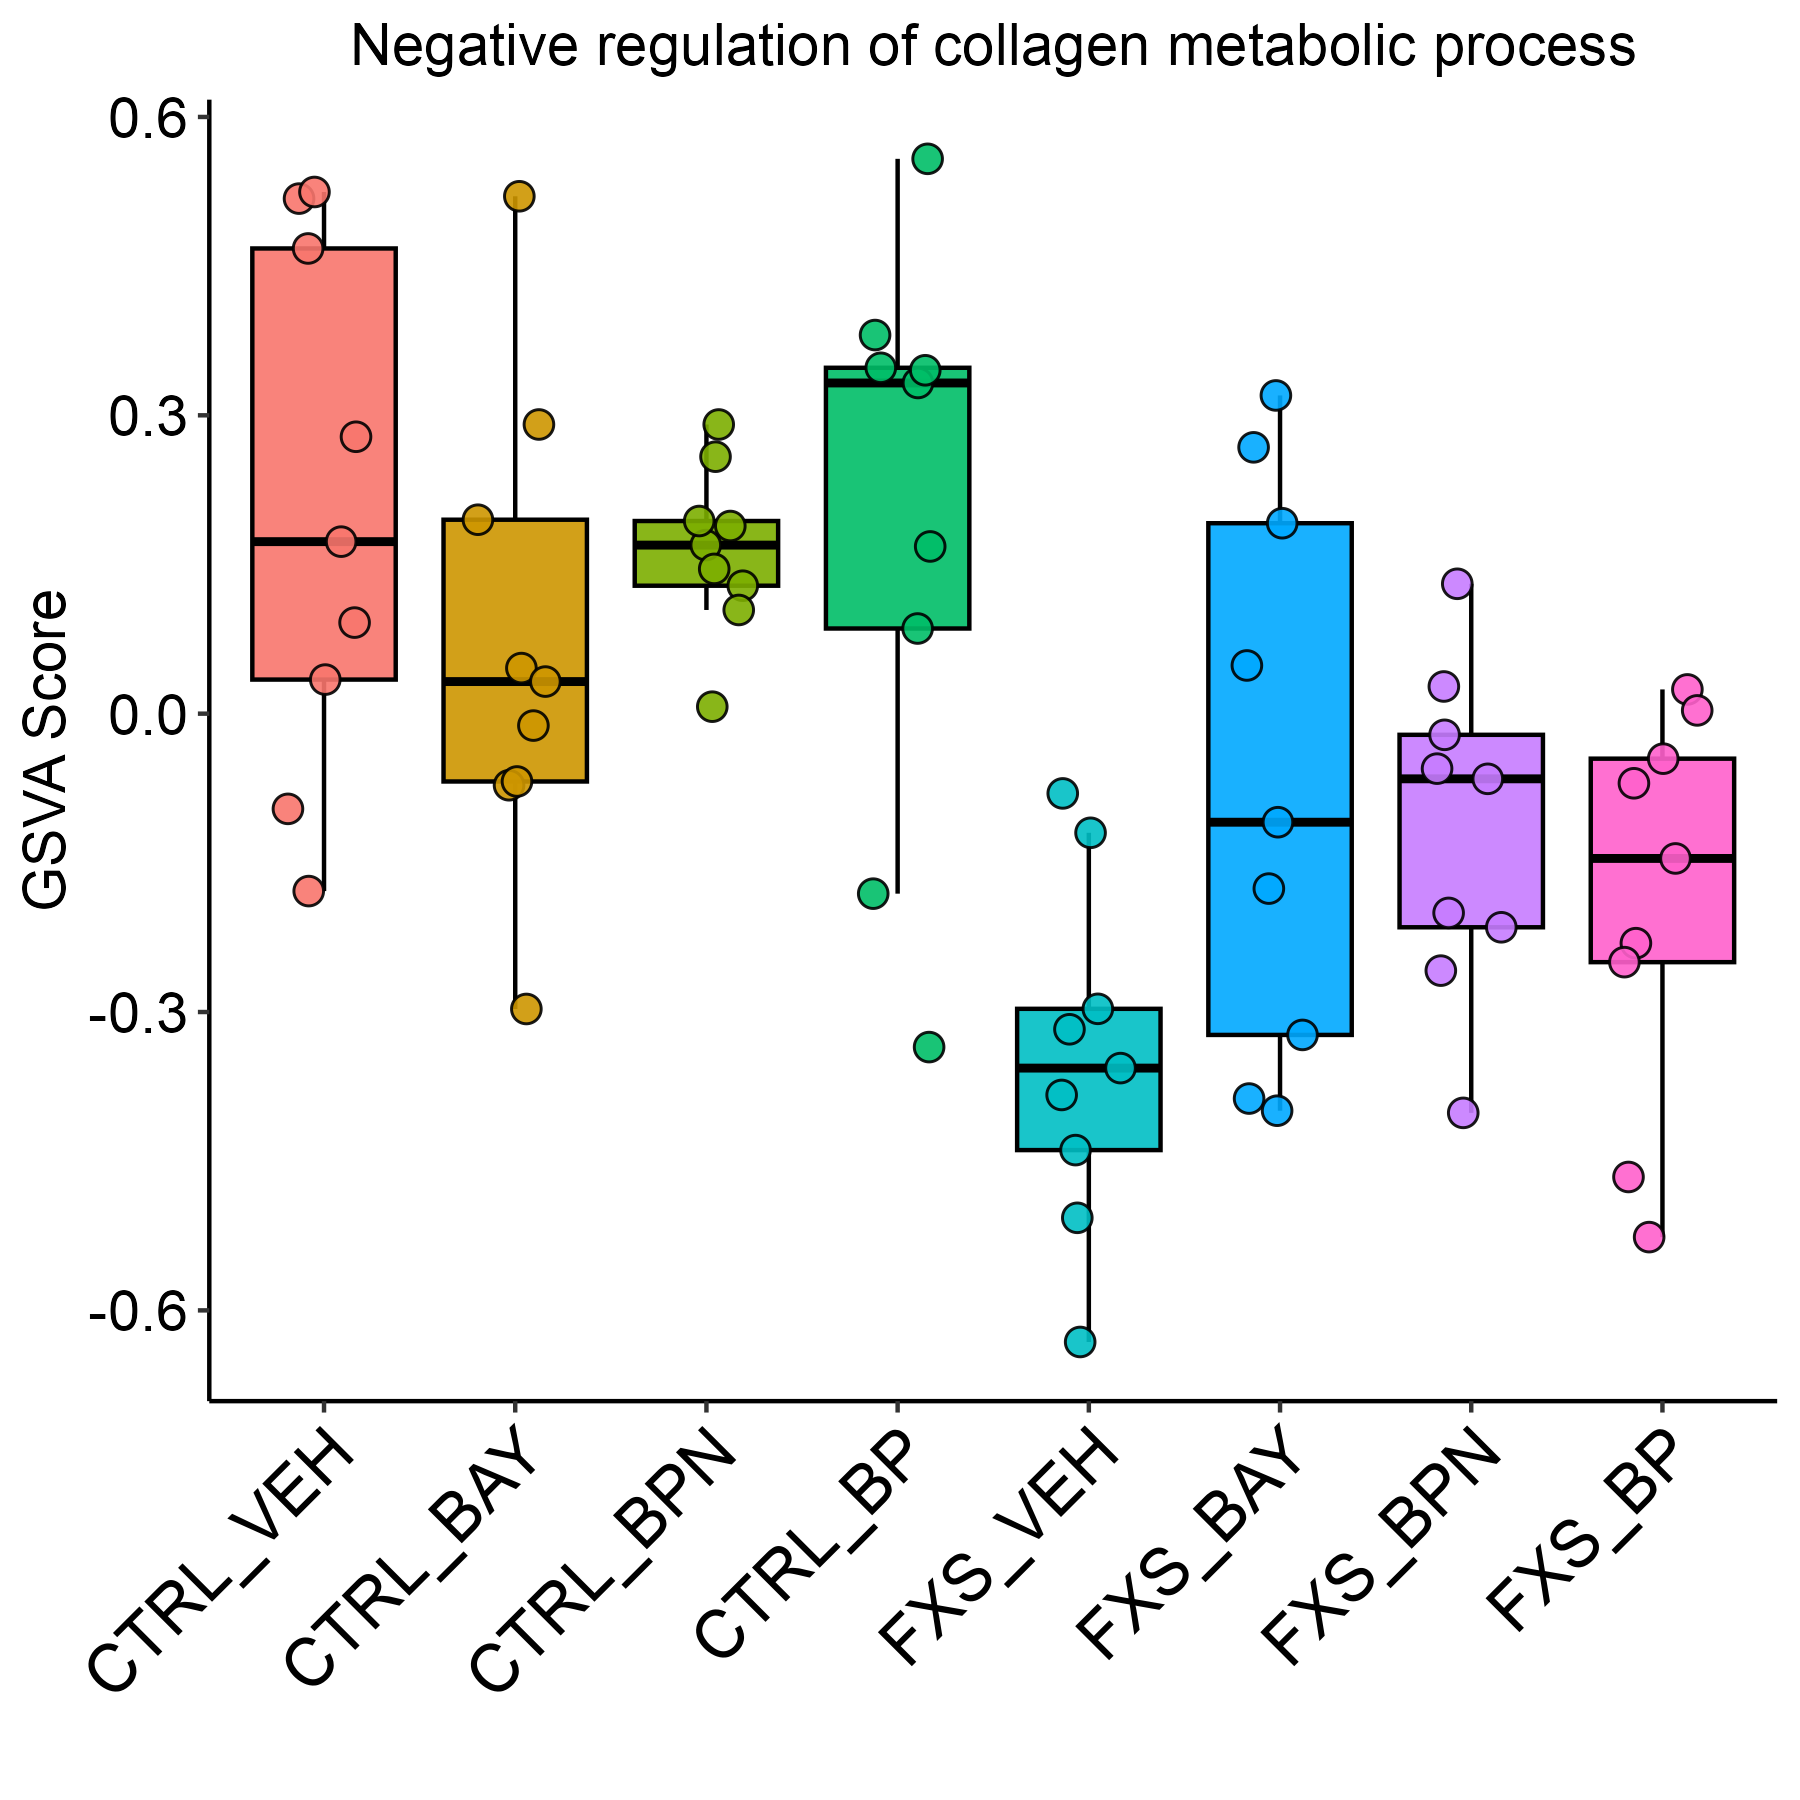 Negative regulation of collagen metabolic process
GSVA Score
0.6
0.3
0.0
-0.3
-0.6
CTRL_VEH
CTRL_BAY
CTRL_BPN
CTRL_BP
FXS_VEH
FXS_BAY
FXS_BPN
FXS_BP